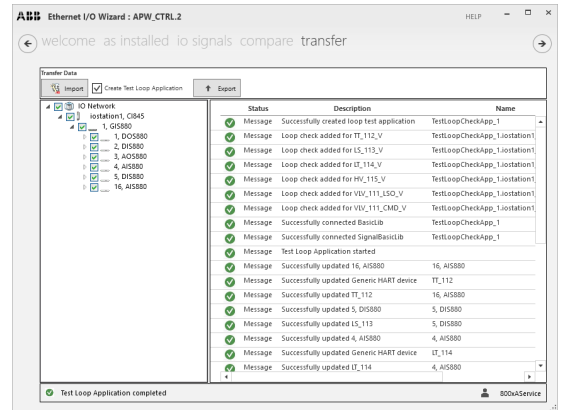 ABB Ethernet I/O Wizard : APW_CTRL.2 HELP
welcome as installed io signals compare transfer
Transfer Data
Import Create Test Loop Application Export
IO Network
iostation1, CI845
1, GIS880
1, DOS880
2, DIS880
3, AOS880
4, AIS880
5, DIS880
16, AIS880
Status Description Name
Message Successfully created loop test application TestLoopCheckApp_1
Message Loop check added for TT_112_V TestLoopCheckApp_1.iostation1_
Message Loop check added for LS_113_V TestLoopCheckApp_1.iostation1_
Message Loop check added for LT_114_V TestLoopCheckApp_1.iostation1_
Message Loop check added for HV_115_V TestLoopCheckApp_1.iostation1_
Message Loop check added for VLV_111_LSO_V TestLoopCheckApp_1.iostation1_
Message Loop check added for VLV_111_CMD_V TestLoopCheckApp_1.iostation1_
Message Successfully connected BasicLib TestLoopCheckApp_1
Message Successfully connected SignalBasicLib TestLoopCheckApp_1
Message Test Loop Application started
Message Successfully updated 16, AIS880 16, AIS880
Message Successfully updated Generic HART device TT_112
Message Successfully updated TT_112 16, AIS880
Message Successfully updated 5, DIS880 5, DIS880
Message Successfully updated LS_113 5, DIS880
Message Successfully updated 4, AIS880 4, AIS880
Message Successfully updated Generic HART device LT_114
Message Successfully updated LT_114 4, AIS880
Test Loop Application completed 800xAService